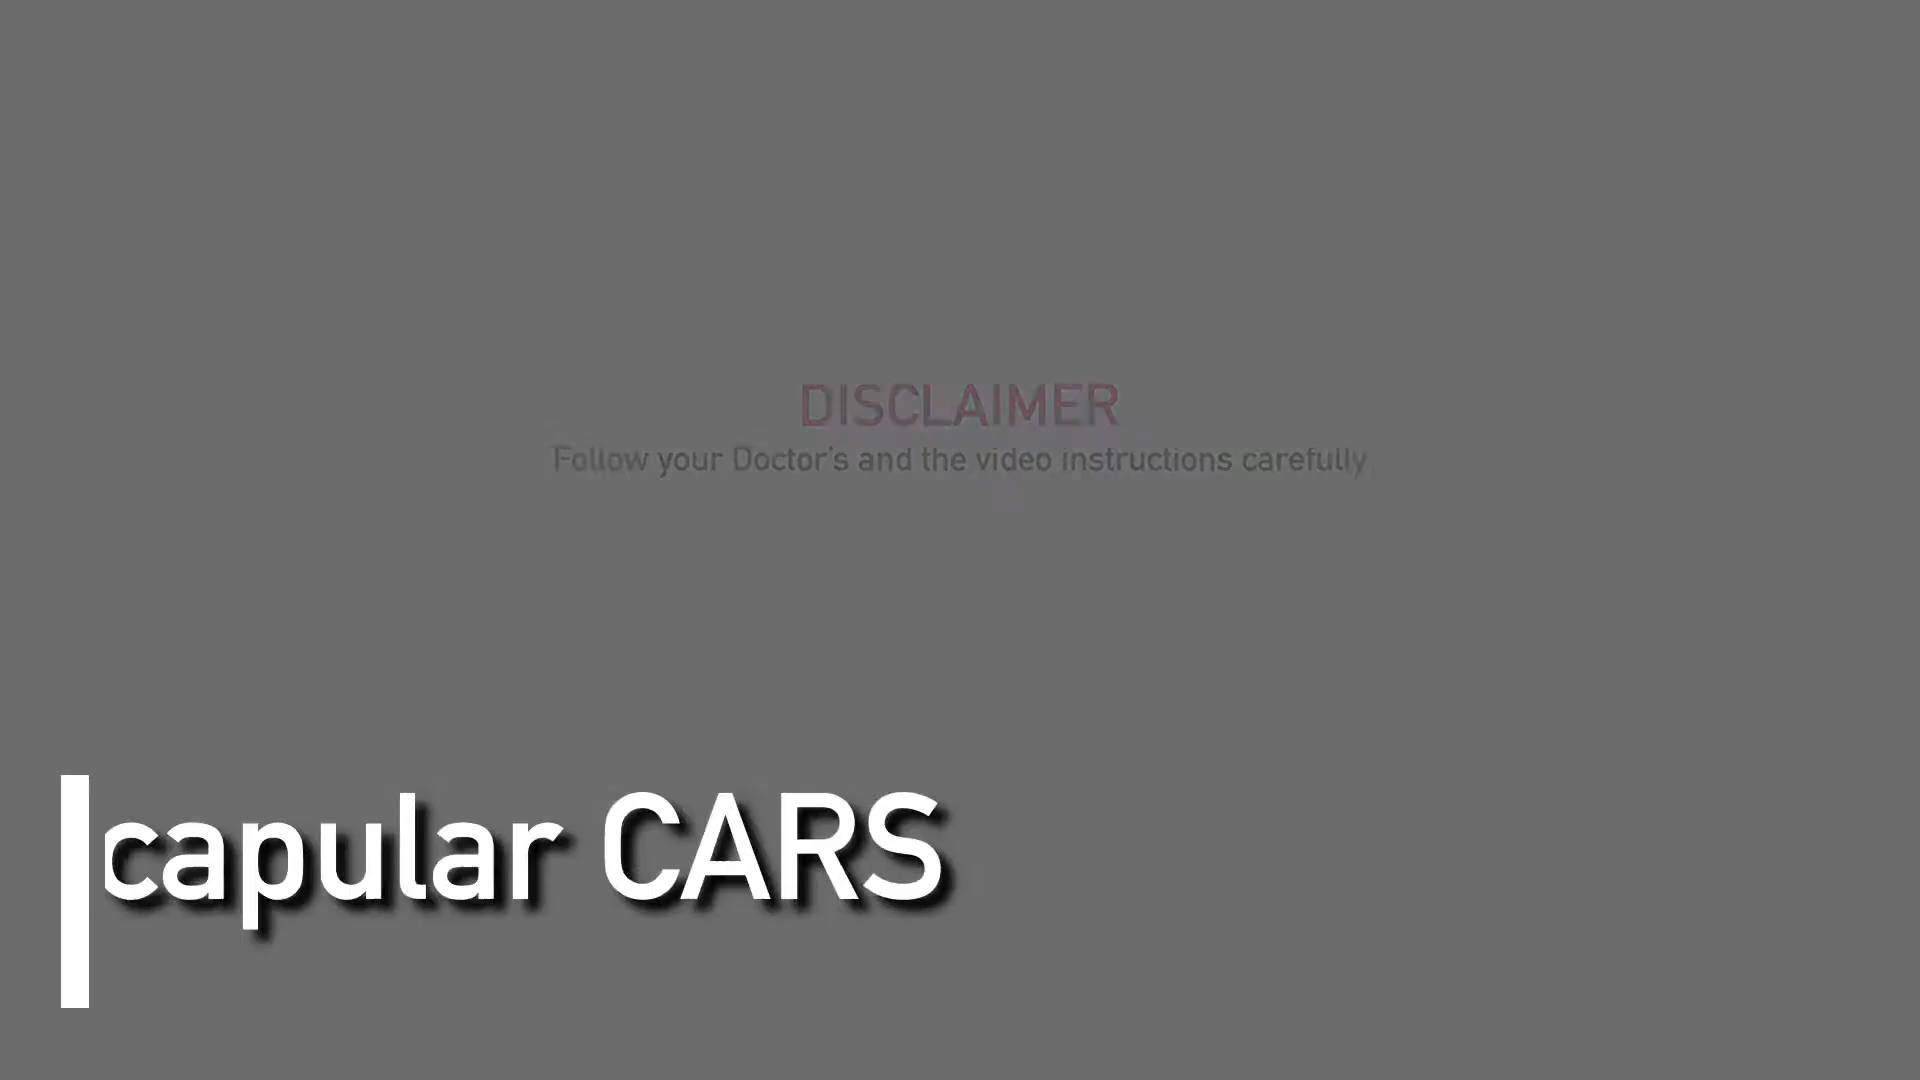 DISCLAIMER
Follow your Doctor's and the video instructions carefully
capular CARS